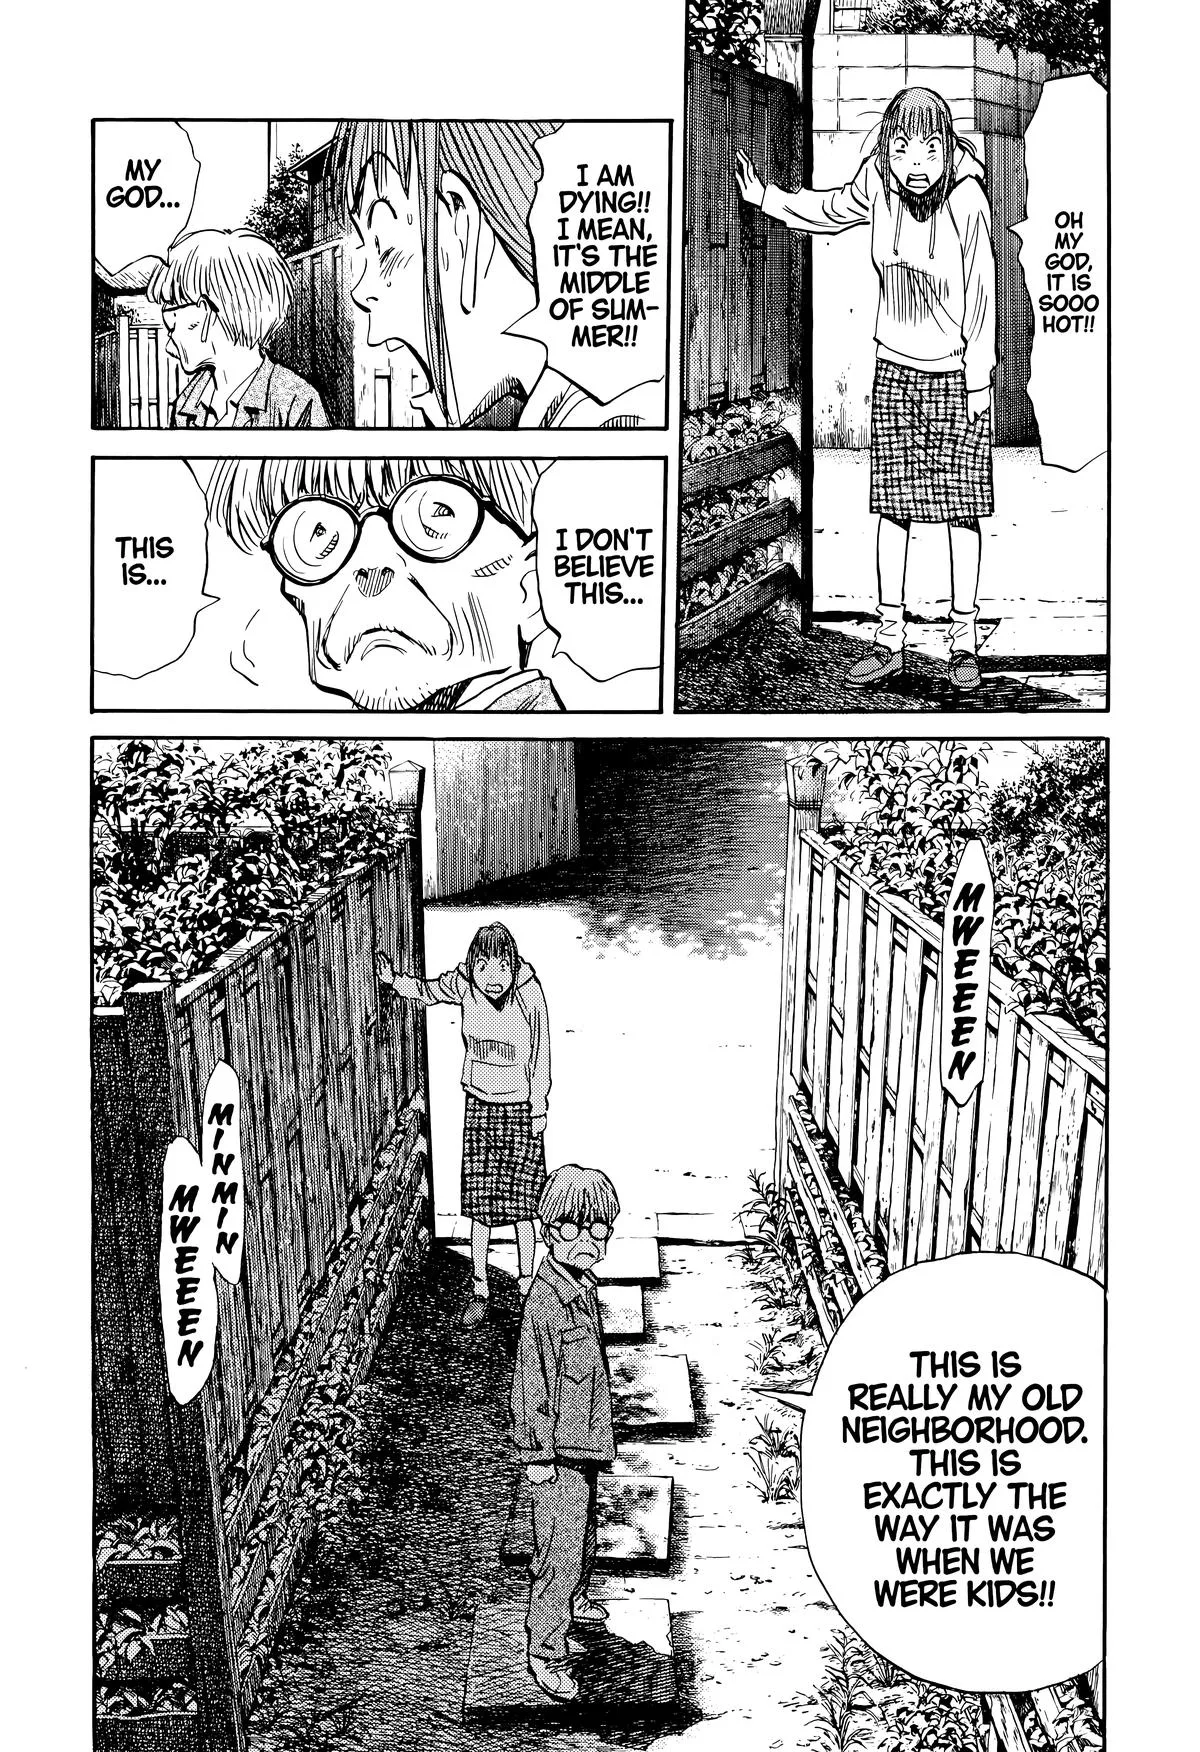 OH
MY
GOD,
IT IS
SOOO
HOT!!
I AM
DYING!!
I MEAN,
IT'S THE
MIDDLE
OF SUM-
MER!!
MY
GOD...
I DON'T
BELIEVE
THIS...
THIS
IS...
MWEEEN
MINMIN
MWEEEEN
THIS IS
REALLY MY OLD
NEIGHBORHOOD.
THIS IS
EXACTLY THE
WAY IT WAS
WHEN WE
WERE KIDS!!